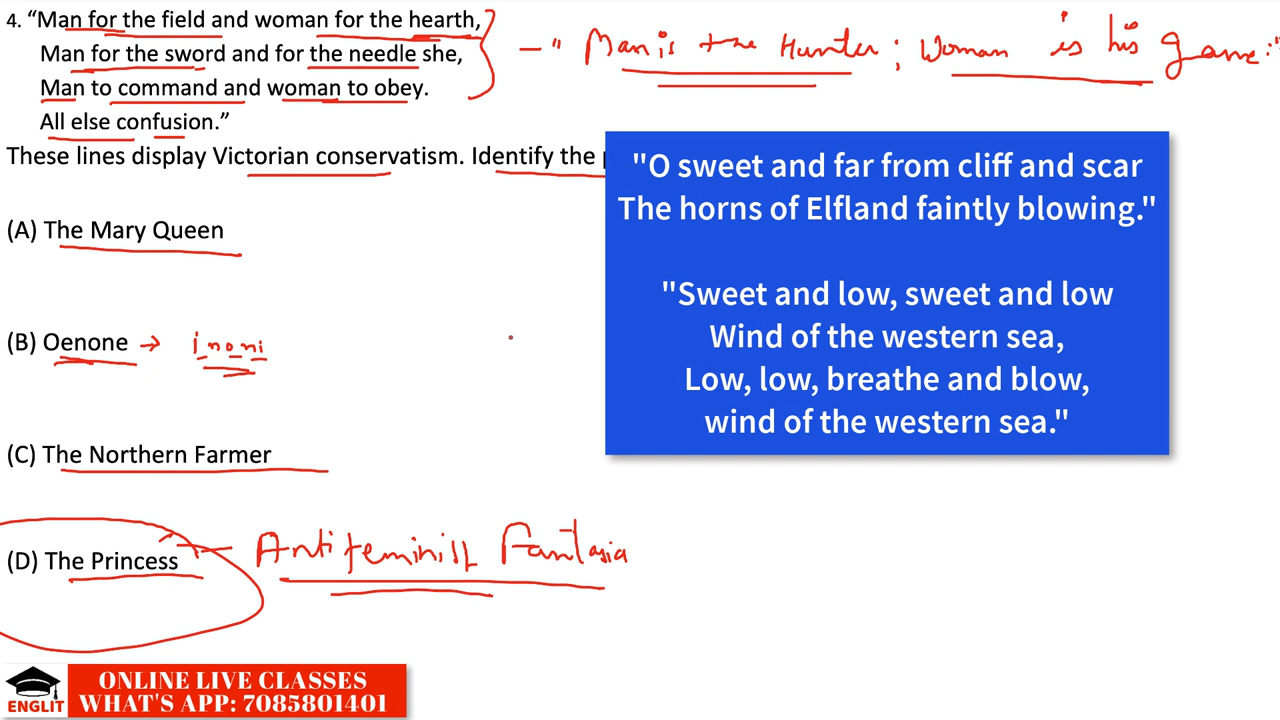 4. “Man for the field and woman for the hearth,
Man for the sword and for the needle she,
Man to command and woman to obey.
All else confusion.”
- " Man is the Hunter ; Woman is his game."
These lines display Victorian conservatism. Identify the
"O sweet and far from cliff and scar
The horns of Elfland faintly blowing."
"Sweet and low, sweet and low
Wind of the western sea,
Low, low, breathe and blow,
wind of the western sea."
(A) The Mary Queen
(B) Oenone → inoni
(C) The Northern Farmer
(D) The Princess - Antifeminist Fantasia
ENGLIT
ONLINE LIVE CLASSES
WHAT'S APP: 7085801401